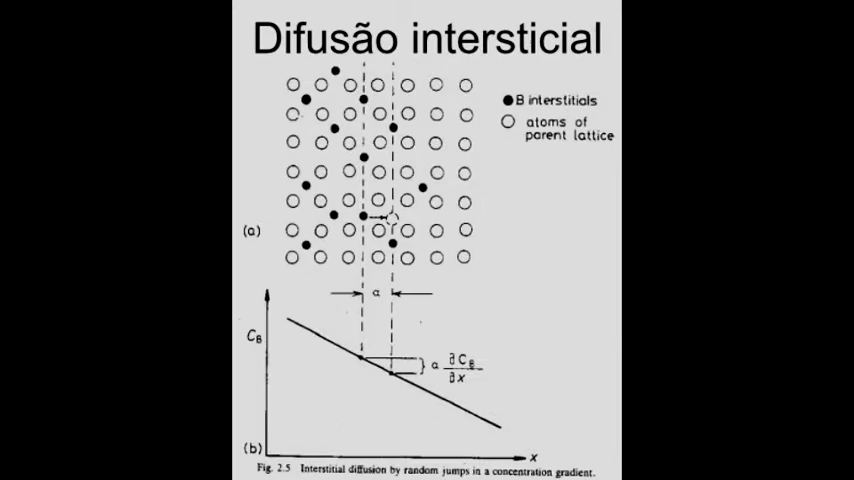 Difusão intersticial
B interstitials
atoms of
parent lattice
(a)
α
C_B
α ∂C_B
∂x
(b)
x
Fig. 2.5 Interstitial diffusion by random jumps in a concentration gradient.